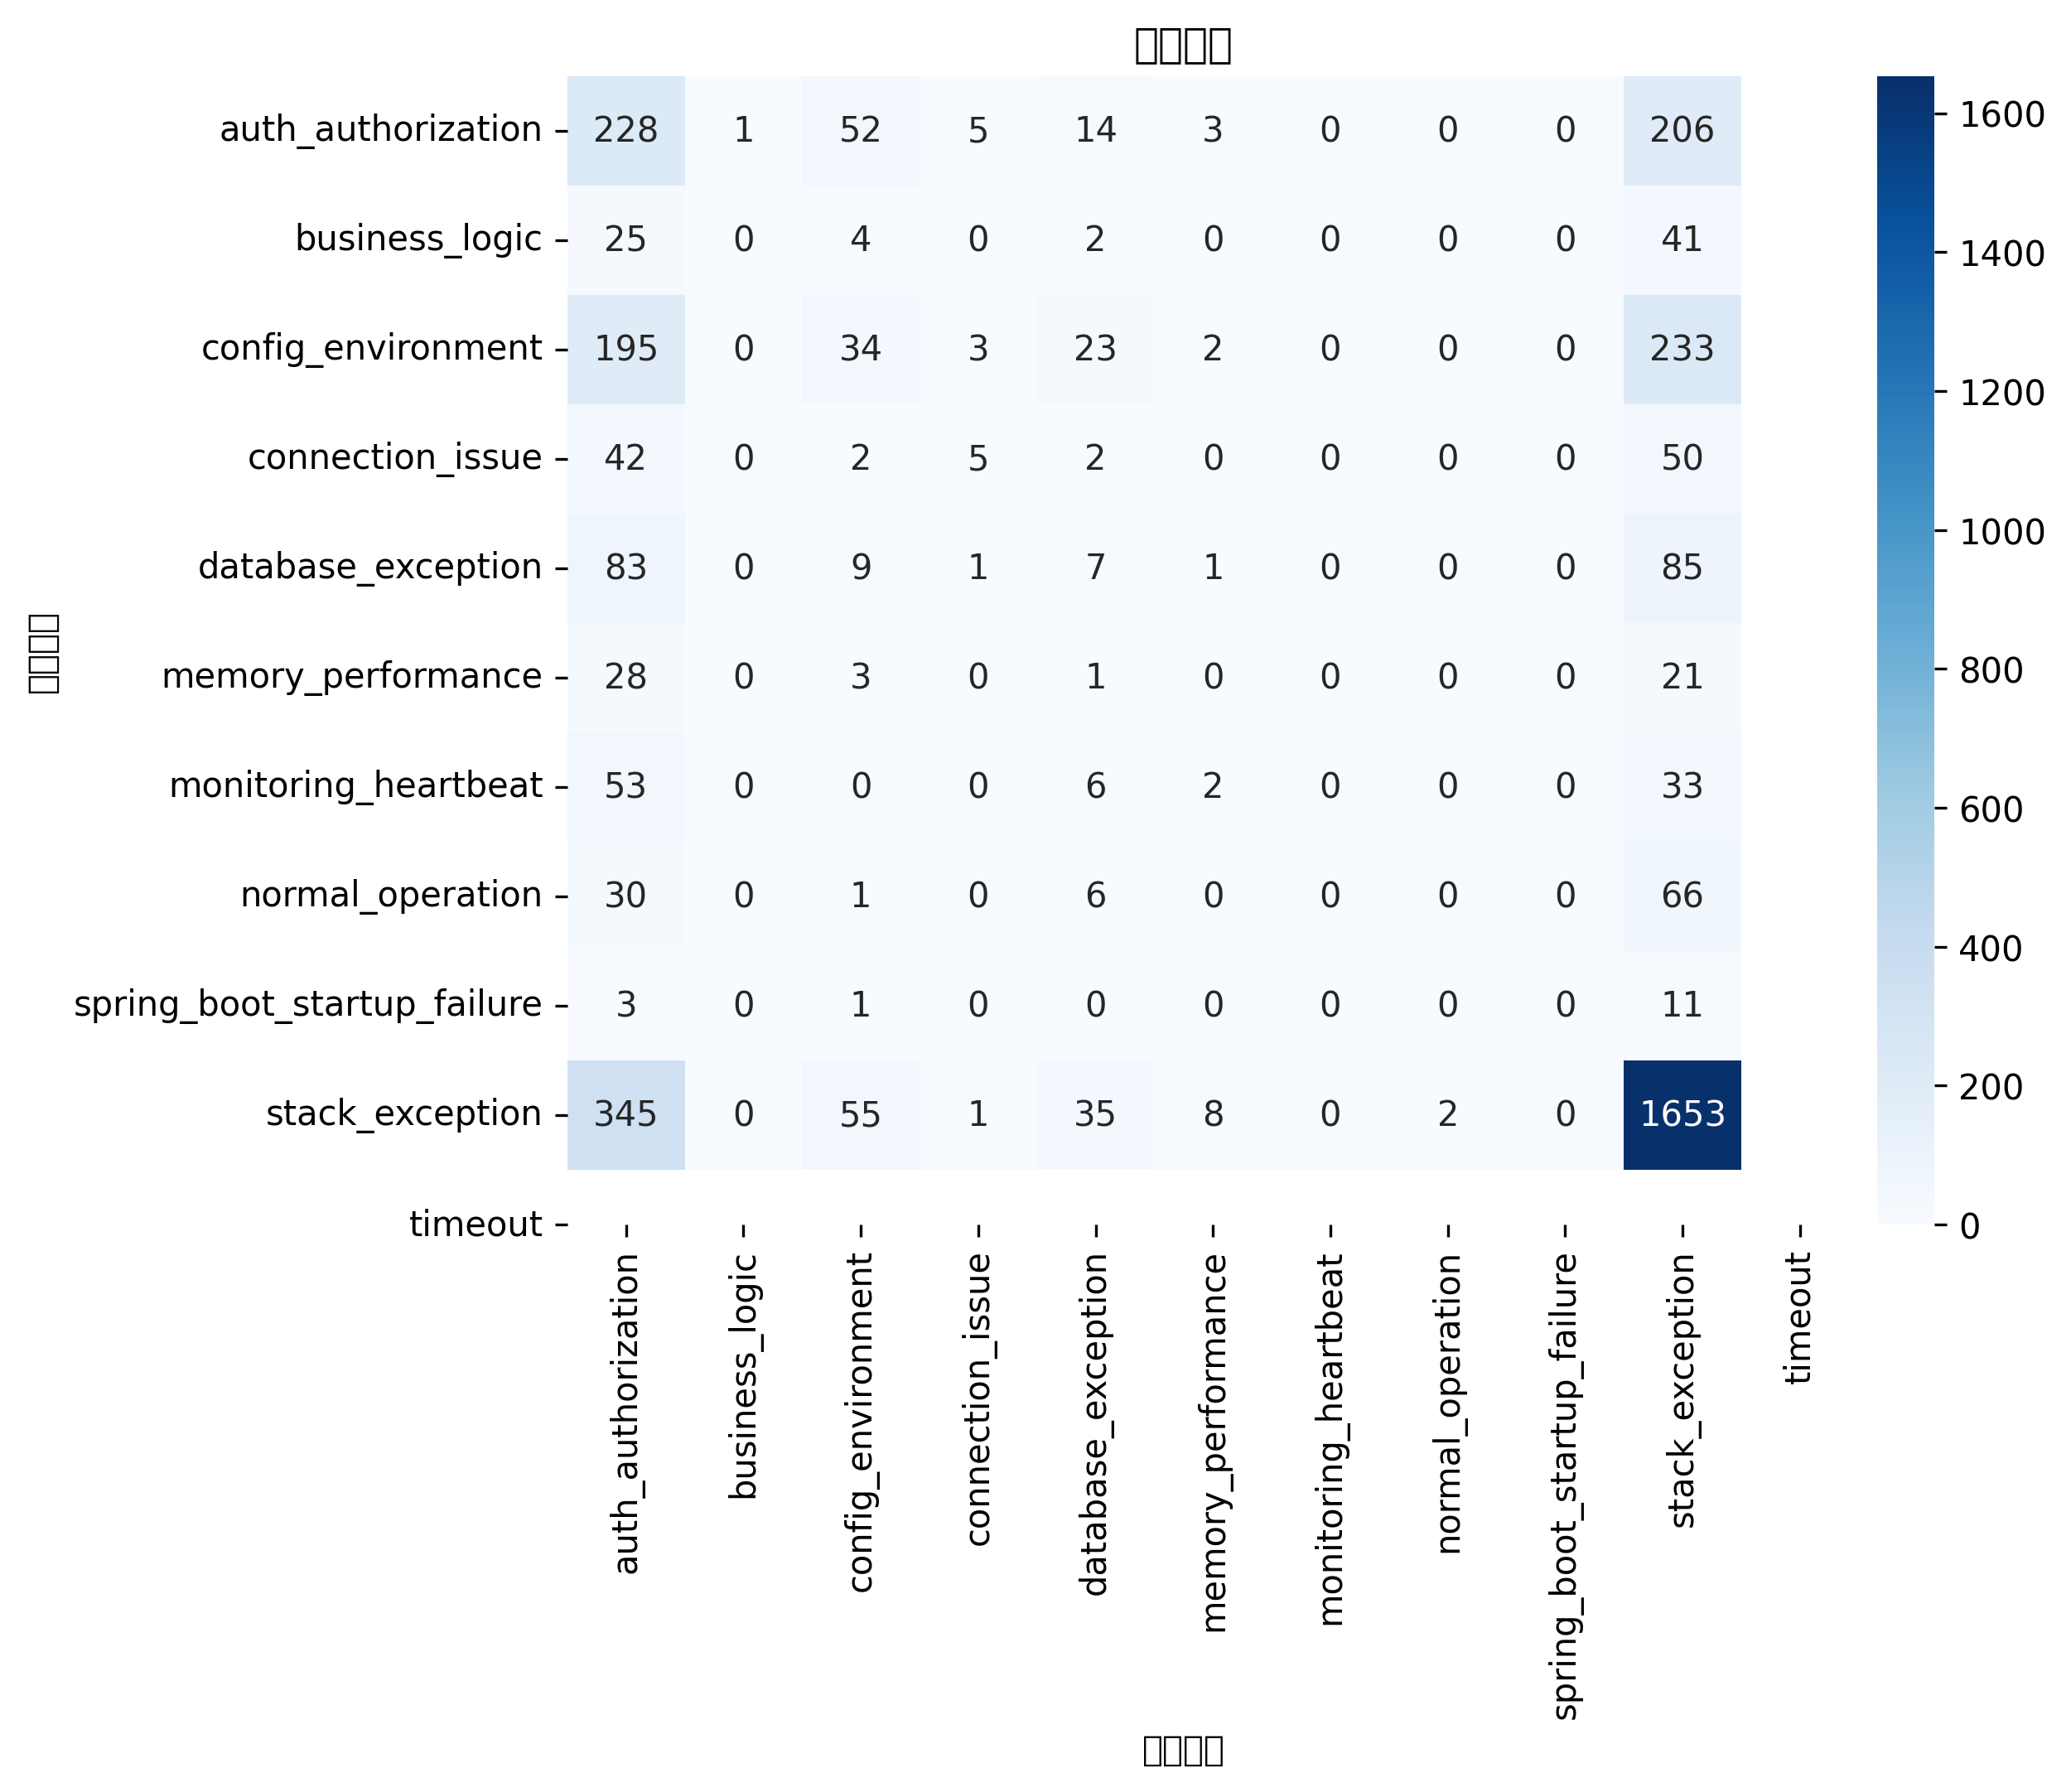 auth_authorization 228 1 52 5 14 3 0 0 0 206
business_logic 25 0 4 0 2 0 0 0 0 41
config_environment 195 0 34 3 23 2 0 0 0 233
connection_issue 42 0 2 5 2 0 0 0 0 50
database_exception 83 0 9 1 7 1 0 0 0 85
memory_performance 28 0 3 0 1 0 0 0 0 21
monitoring_heartbeat 53 0 0 0 6 2 0 0 0 33
normal_operation 30 0 1 0 6 0 0 0 0 66
spring_boot_startup_failure 3 0 1 0 0 0 0 0 0 11
stack_exception 345 0 55 1 35 8 0 2 0 1653
timeout
auth_authorization
business_logic
config_environment
connection_issue
database_exception
memory_performance
monitoring_heartbeat
normal_operation
spring_boot_startup_failure
stack_exception
timeout
1600
1400
1200
1000
800
600
400
200
0